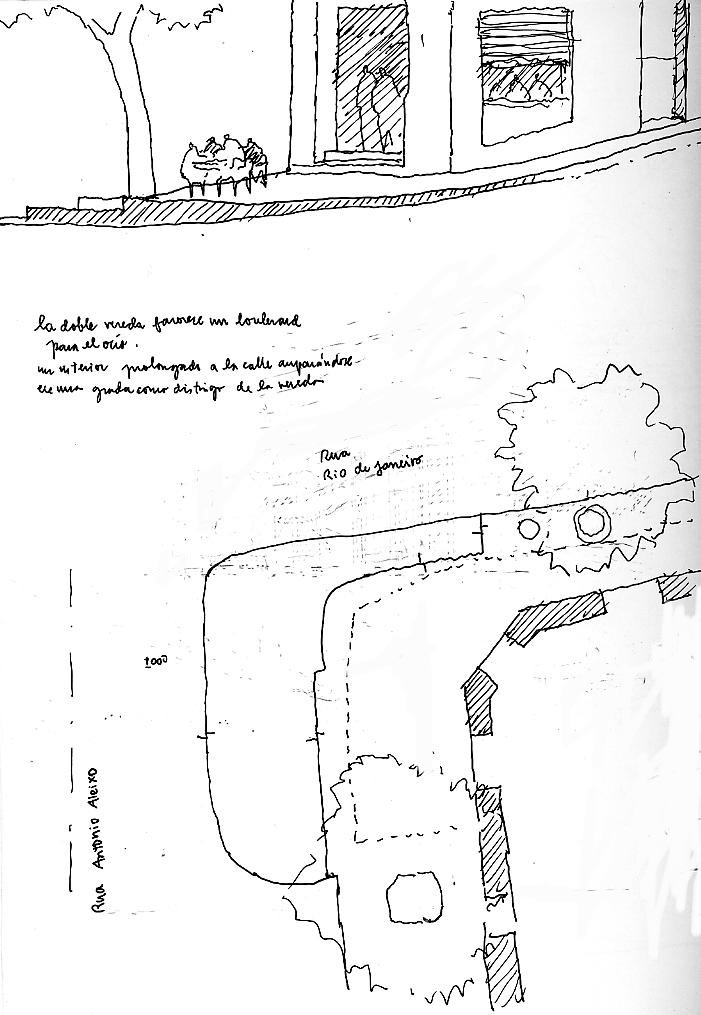 la doble vereda favorece un boulevard
para el ocio.
un interior prolongado a la calle amparándose
en una grada como distingo de la vereda
Rua
Rio de Janeiro
±000
Rua Antonio Aleixo